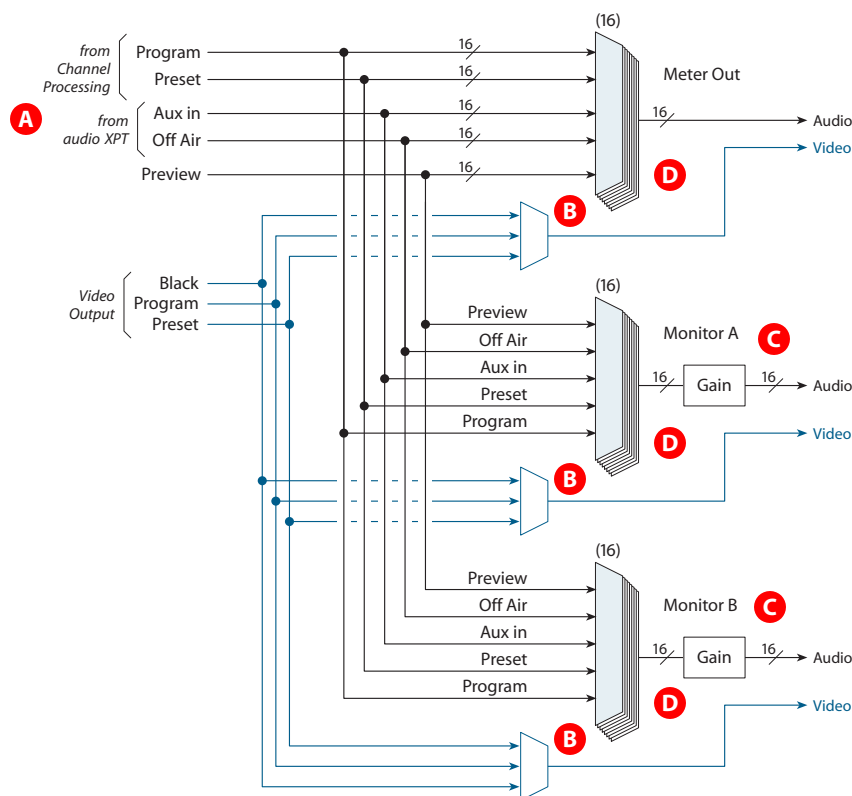 (16)
from
Channel
Processing
Program
16
Preset
16
Meter Out
A
from
audio XPT
Aux in
16
Off Air
16
16
Audio
Video
Preview
16
D
B
Video
Output
Black
Program
Preset
(16)
Preview
Monitor A
C
Off Air
Aux in
16
Gain
16
Audio
Preset
Program
D
Video
B
(16)
Preview
Monitor B
C
Off Air
Aux in
16
Gain
16
Audio
Preset
Program
D
Video
B